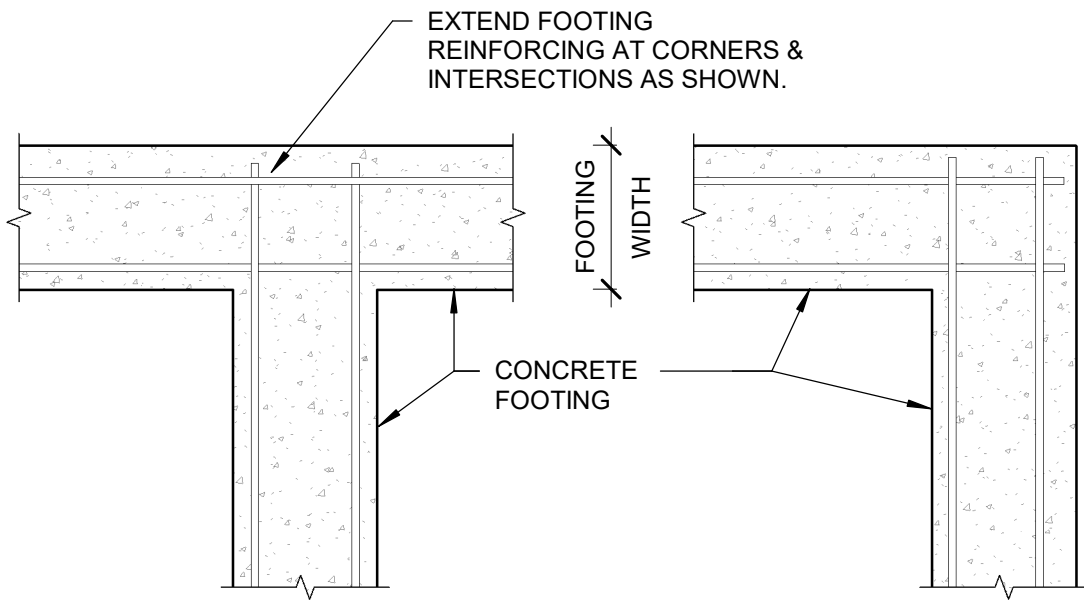 EXTEND FOOTING
REINFORCING AT CORNERS &
INTERSECTIONS AS SHOWN.
FOOTING
WIDTH
CONCRETE
FOOTING